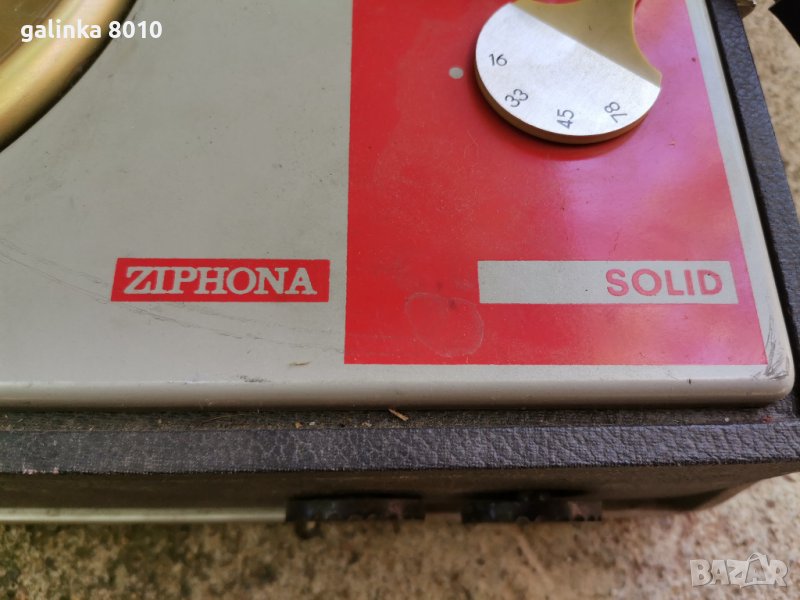 galinka 8010
16
33
45
78
ZIPHONA
SOLID
BAZAR